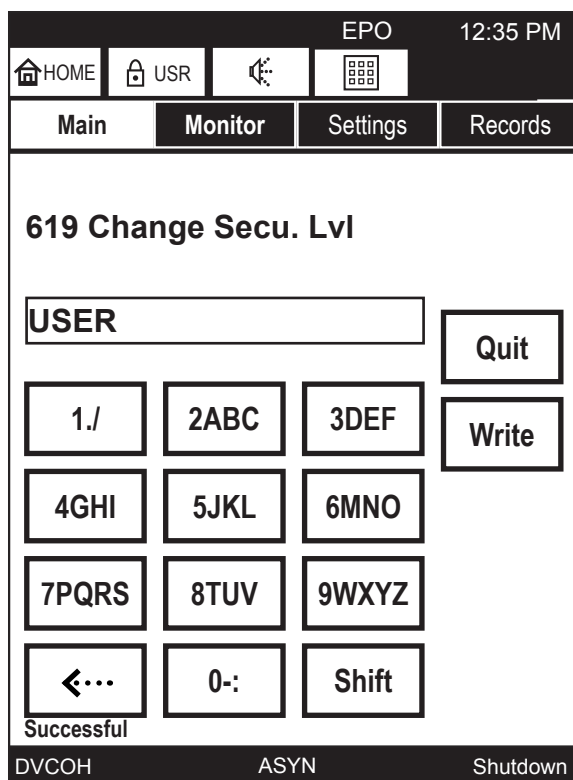 EPO 12:35 PM
HOME USR
Main Monitor Settings Records
619 Change Secu. Lvl
USER
Quit
1./ 2ABC 3DEF
Write
4GHI 5JKL 6MNO
7PQRS 8TUV 9WXYZ
0-: Shift
Successful
DVCOH ASYN Shutdown